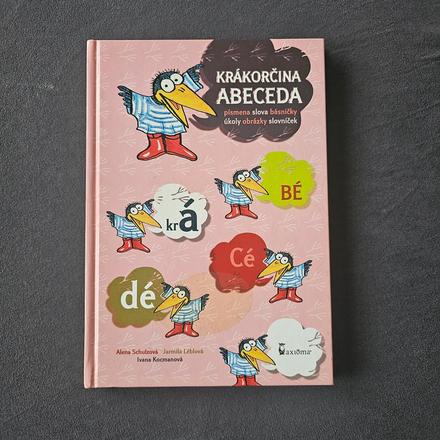 KRÁKORČINA
ABECEDA
písmena slova básničky
úkoly obrázky slovníček
BÉ
krá
Cé
dé
Alena Schulzová Jarmila Léblová
Ivana Kocmanová
axióma